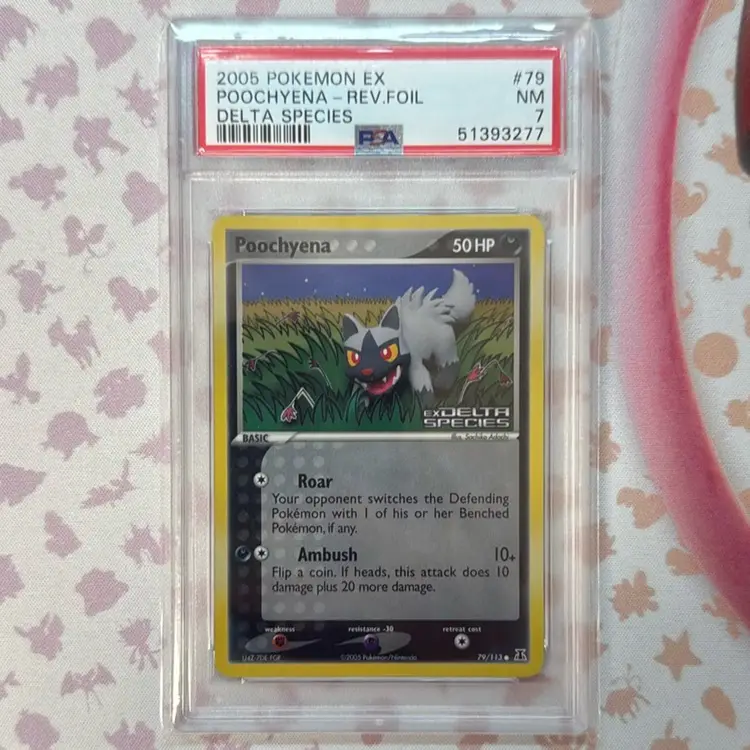 2005 POKEMON EX #79
POOCHYENA - REV.FOIL NM
DELTA SPECIES 7
PSA 51393277
Poochyena 50 HP
EX DELTA
SPECIES
BASIC
Roar
Your opponent switches the Defending
Pokémon with 1 of his or her Benched
Pokémon, if any.
Ambush 10+
Flip a coin. If heads, this attack does 10
damage plus 20 more damage.
weakness resistance -30 retreat cost
©2005 Pokémon/Nintendo 79/113